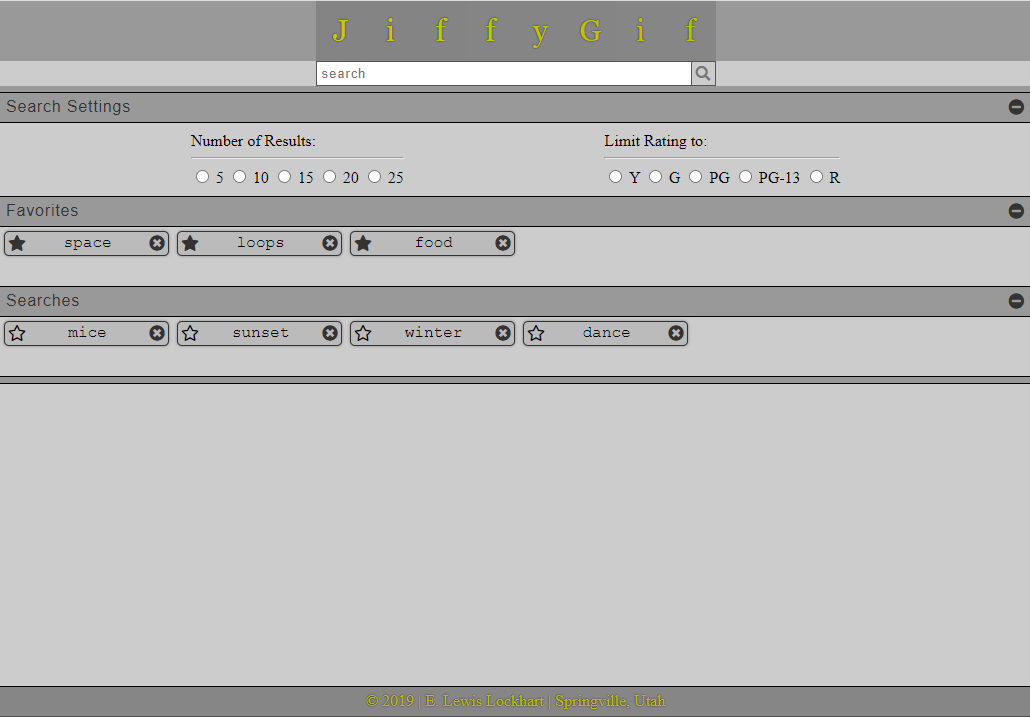 J i f f y G i f
search
Search Settings
Number of Results: Limit Rating to:
5 10 15 20 25 Y G PG PG-13 R
Favorites
space loops food
Searches
mice sunset winter dance
© 2019 | E. Lewis Lockhart | Springville, Utah